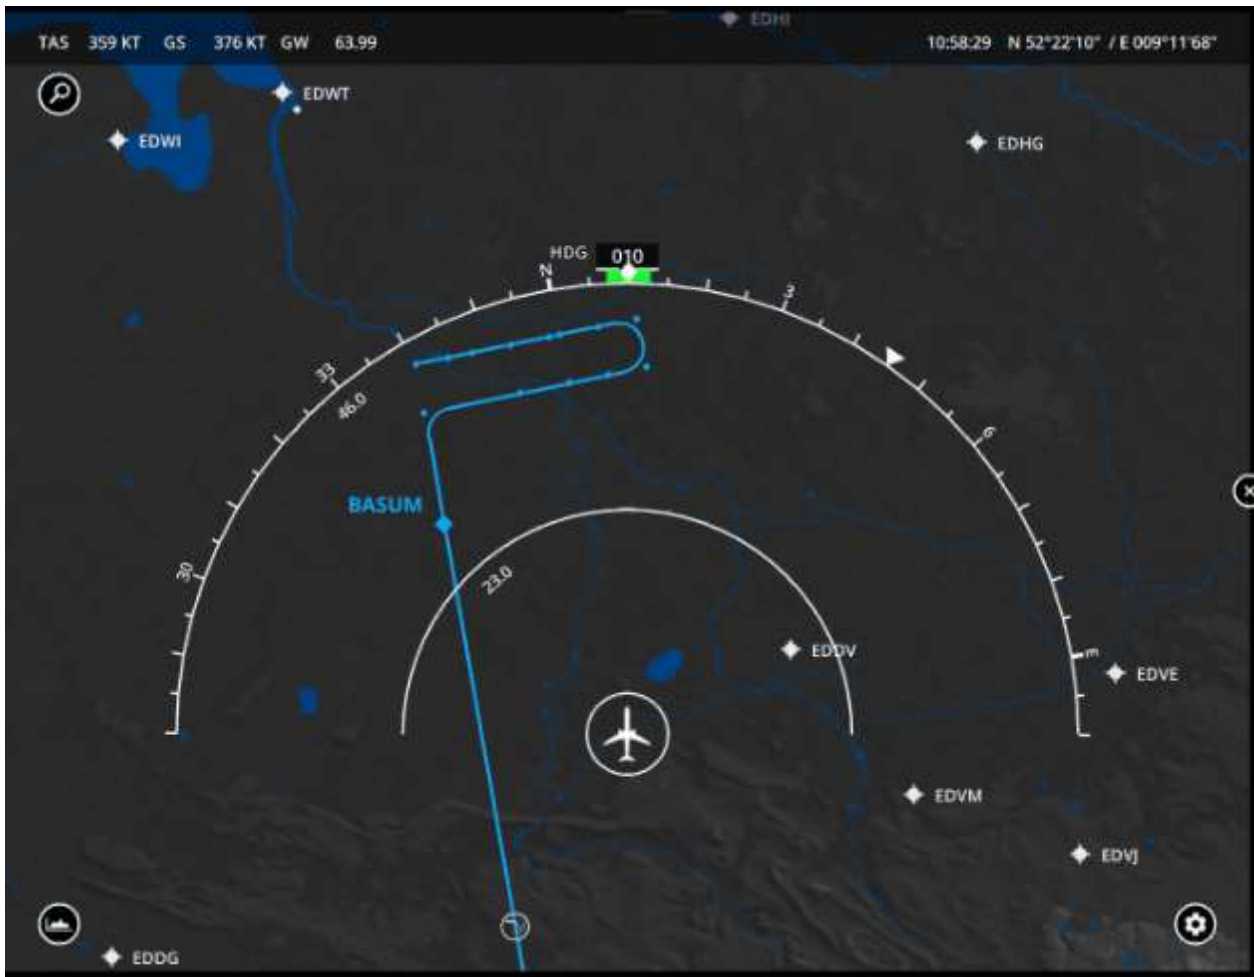 EDHI
TAS 359 KT GS 376 KT GW 63.99
10:58:29 N 52°22'10" / E 009°11'68"
EDWT
EDWI
EDHG
HDG 010
N
3
33
46.0
6
BASUM
30
23.0
EDDV
E
EDVE
EDVM
EDVJ
EDDG